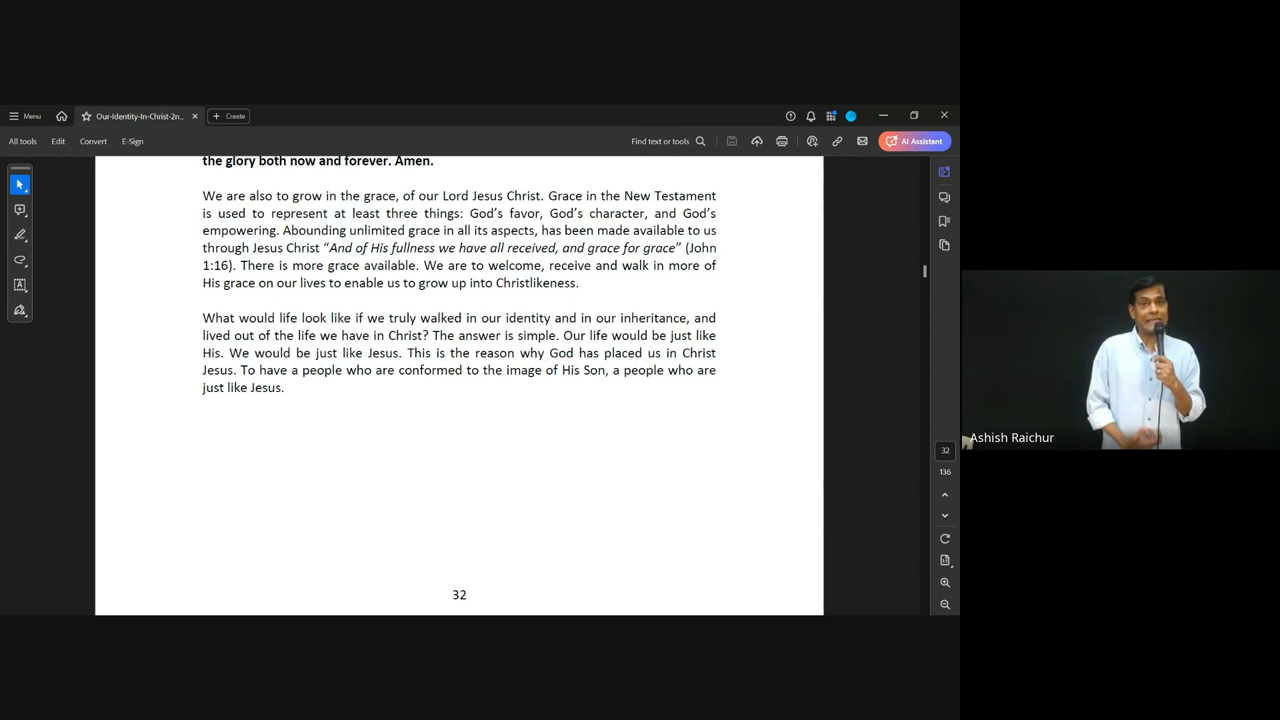 Menu
Our-Identity-In-Christ-2n...
Create
All tools
Edit
Convert
E-Sign
Find text or tools
AI Assistant
the glory both now and forever. Amen.
We are also to grow in the grace, of our Lord Jesus Christ. Grace in the New Testament
is used to represent at least three things: God’s favor, God’s character, and God’s
empowering. Abounding unlimited grace in all its aspects, has been made available to us
through Jesus Christ “And of His fullness we have all received, and grace for grace” (John
1:16). There is more grace available. We are to welcome, receive and walk in more of
His grace on our lives to enable us to grow up into Christlikeness.
What would life look like if we truly walked in our identity and in our inheritance, and
lived out of the life we have in Christ? The answer is simple. Our life would be just like
His. We would be just like Jesus. This is the reason why God has placed us in Christ
Jesus. To have a people who are conformed to the image of His Son, a people who are
just like Jesus.
32
32
136
Ashish Raichur